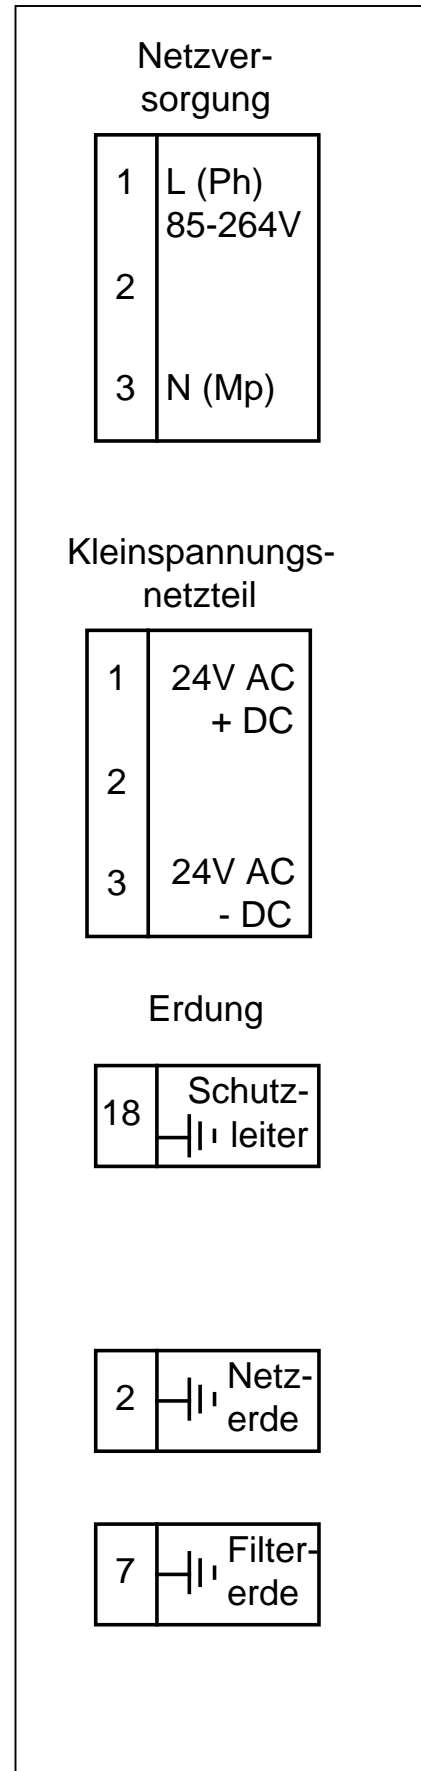 Netzver-
sorgung
1 L (Ph)
85-264V
2
3 N (Mp)
Kleinspannungs-
netzteil
1 24V AC
+ DC
2
3 24V AC
- DC
Erdung
18 Schutz-
leiter
2 Netz-
erde
7 Filter-
erde